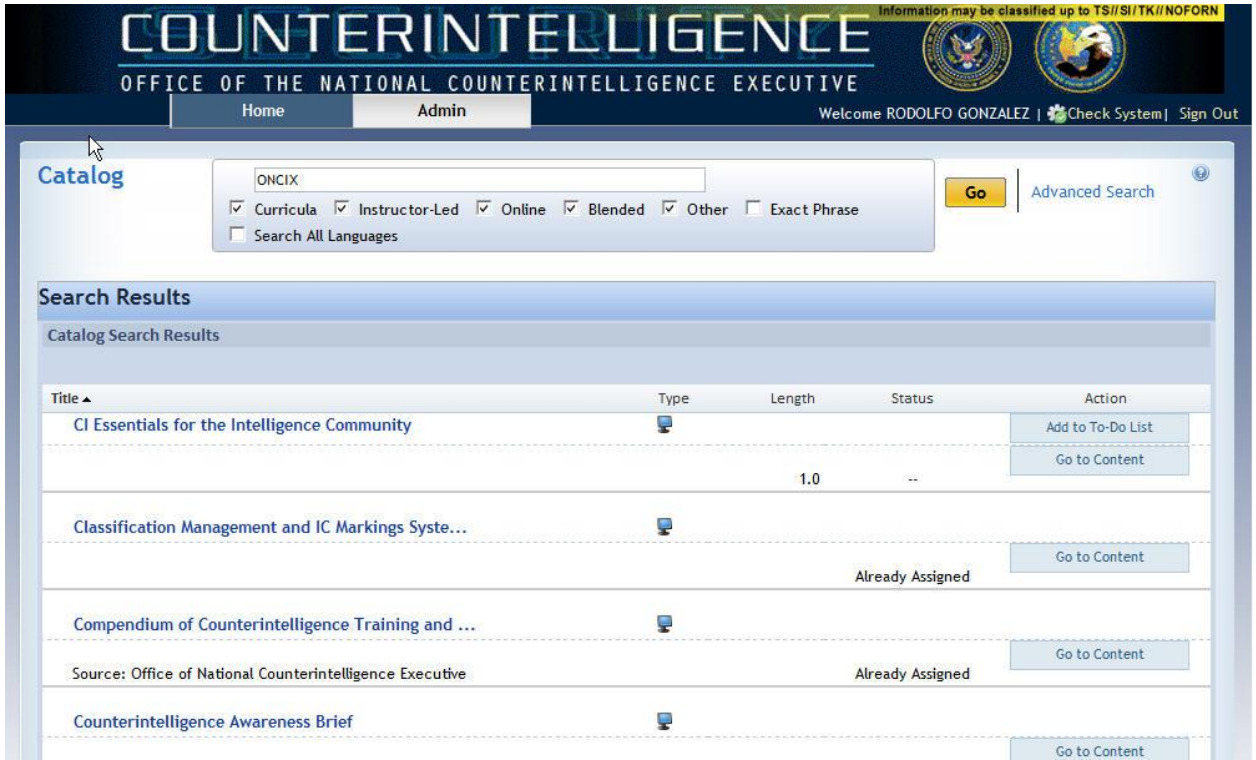 Information may be classified up to TS//SI/TK//NOFORN
COUNTERINTELLIGENCE
OFFICE OF THE NATIONAL COUNTERINTELLIGENCE EXECUTIVE
Home Admin Welcome RODOLFO GONZALEZ | Check System| Sign Out
Catalog
ONCIX
Curricula Instructor-Led Online Blended Other Exact Phrase
Search All Languages
Go
Advanced Search
Search Results
Catalog Search Results
Title Type Length Status Action
CI Essentials for the Intelligence Community Add to To-Do List
Go to Content
1.0 --
Classification Management and IC Markings Syste...
Go to Content
Already Assigned
Compendium of Counterintelligence Training and ...
Go to Content
Source: Office of National Counterintelligence Executive Already Assigned
Counterintelligence Awareness Brief
Go to Content